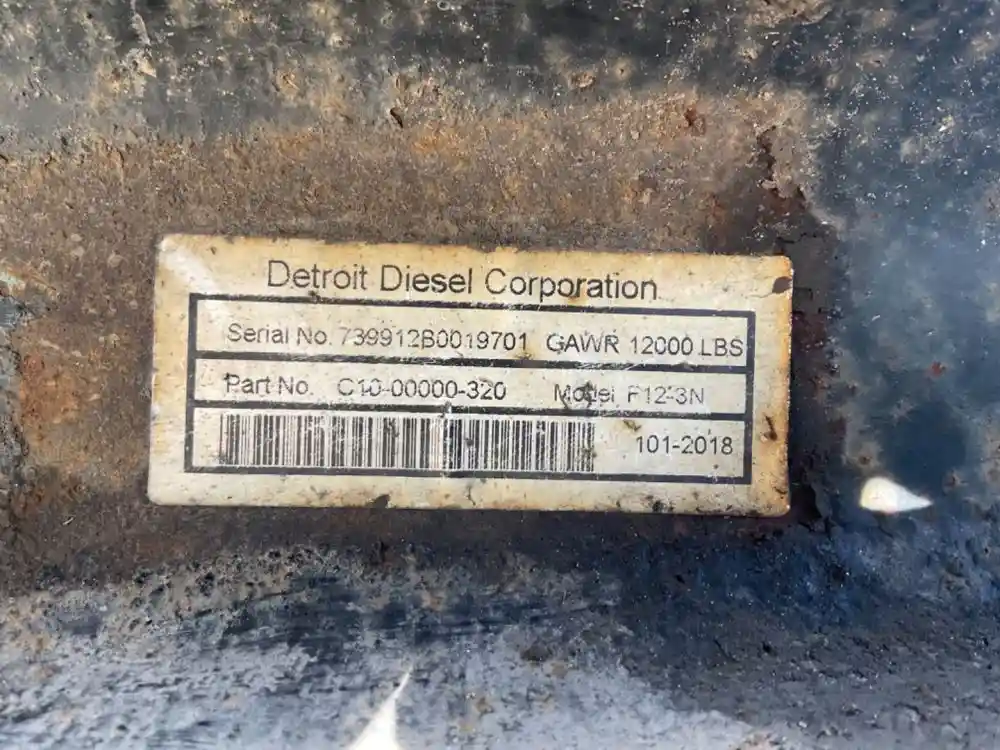 Detroit Diesel Corporation
Serial No. 739912B0019701 GAWR 12000 LBS
Part No. C10-00000-320 Model F12-3N
101-2018